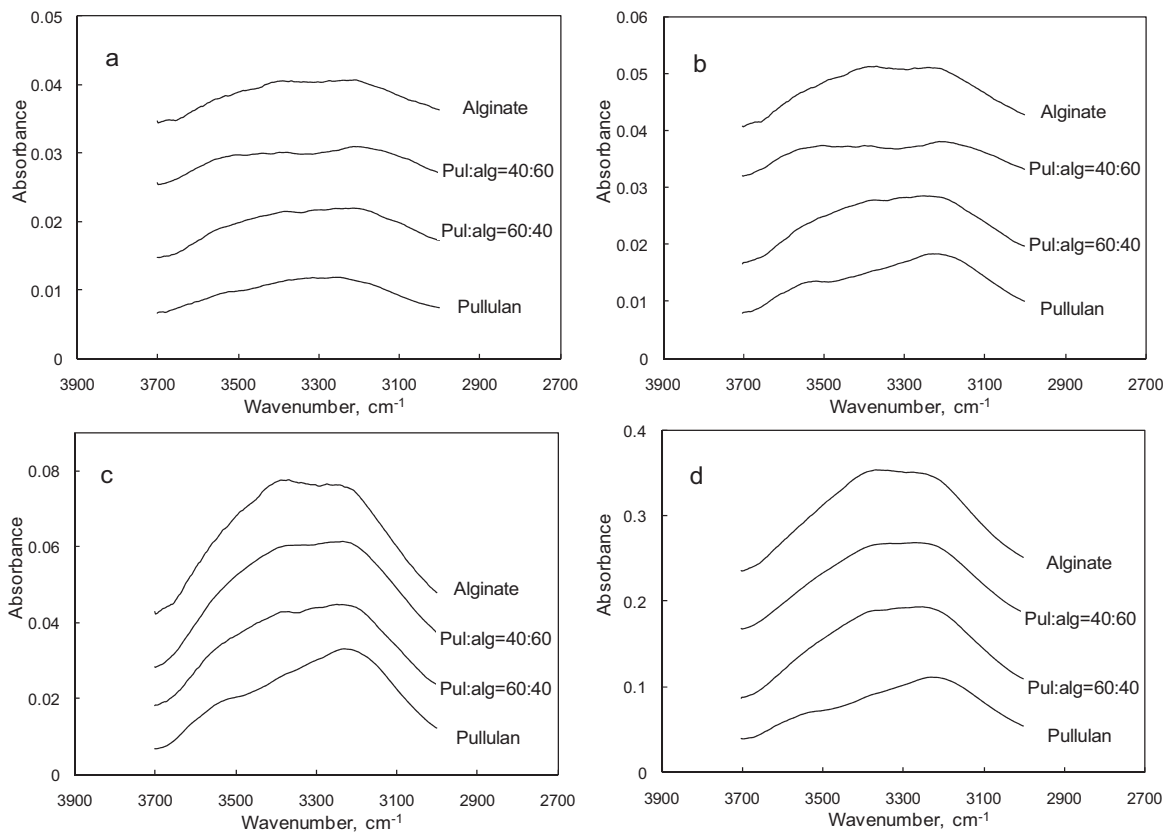 a
0.05
0.04
0.03
0.02
0.01
0
Absorbance
Alginate
Pul:alg=40:60
Pul:alg=60:40
Pullulan
3900 3700 3500 3300 3100 2900 2700
Wavenumber, cm⁻¹
b
0.06
0.05
0.04
0.03
0.02
0.01
0
Absorbance
Alginate
Pul:alg=40:60
Pul:alg=60:40
Pullulan
3900 3700 3500 3300 3100 2900 2700
Wavenumber, cm⁻¹
c
0.08
0.06
0.04
0.02
0
Absorbance
Alginate
Pul:alg=40:60
Pul:alg=60:40
Pullulan
3900 3700 3500 3300 3100 2900 2700
Wavenumber, cm⁻¹
d
0.4
0.3
0.2
0.1
0
Absorbance
Alginate
Pul:alg=40:60
Pul:alg=60:40
Pullulan
3900 3700 3500 3300 3100 2900 2700
Wavenumber, cm⁻¹